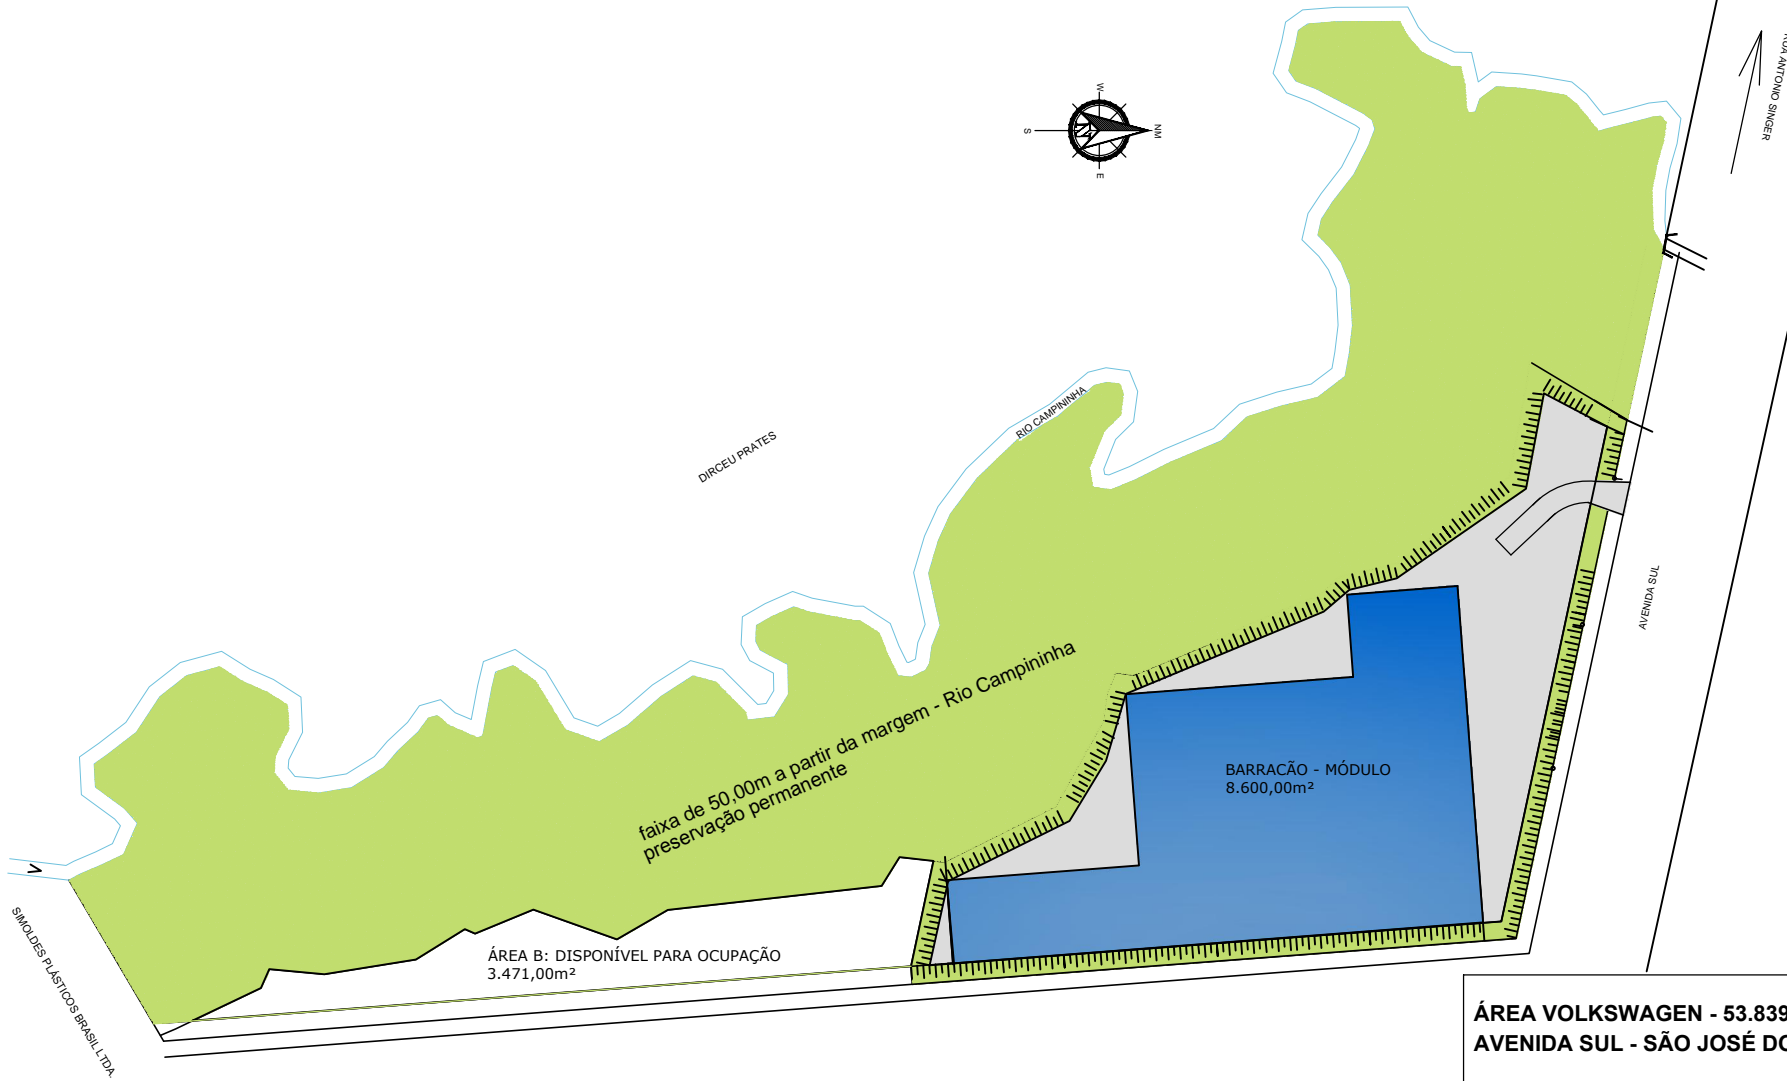 RUA ANTONIO SINGER
W
S
NM
E
N
RIO CAMPININHA
DIRCEU PRATES
AVENIDA SUL
faixa de 50,00m a partir da margem - Rio Campininha
preservação permanente
BARRACÃO - MÓDULO
8.600,00m²
SIMOLDES PLÁSTICOS BRASIL LTDA.
ÁREA B: DISPONÍVEL PARA OCUPAÇÃO
3.471,00m²
ÁREA VOLKSWAGEN - 53.839
AVENIDA SUL - SÃO JOSÉ DO